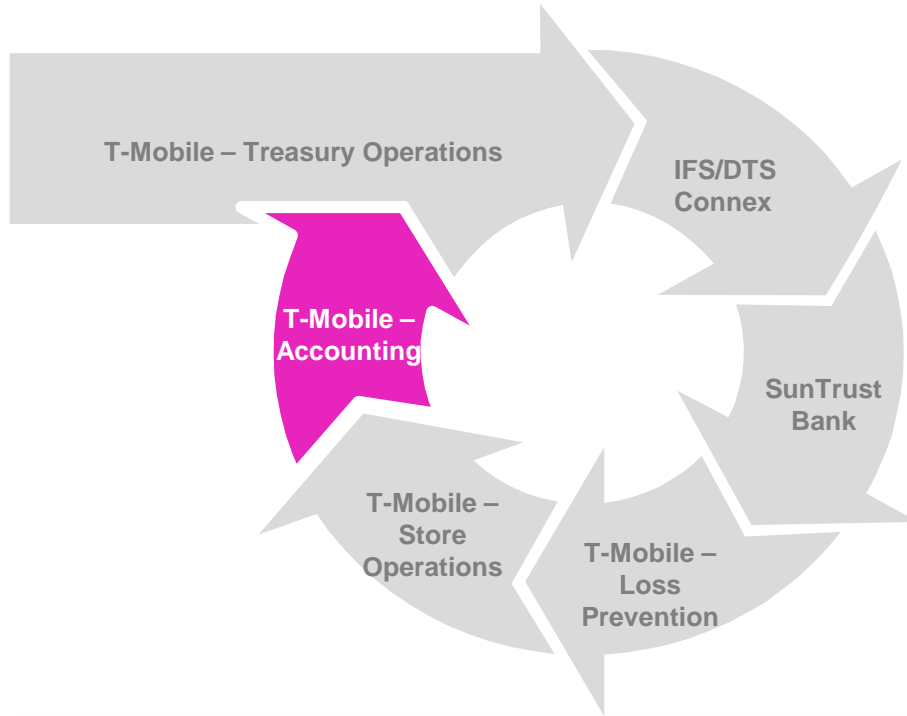 T-Mobile – Treasury Operations
IFS/DTS
Connex
SunTrust
Bank
T-Mobile –
Loss
Prevention
T-Mobile –
Store
Operations
T-Mobile –
Accounting